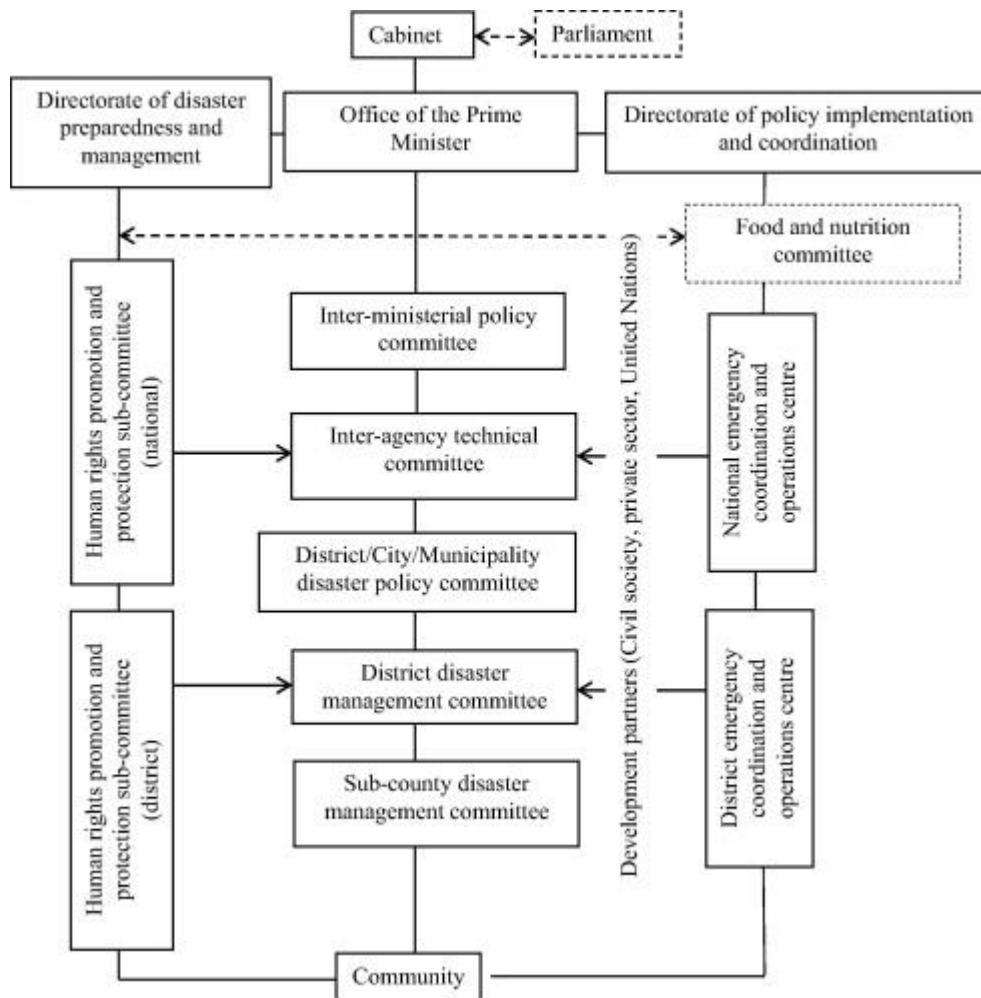 Cabinet
Parliament
Directorate of disaster
preparedness and
management
Office of the Prime
Minister
Directorate of policy implementation
and coordination
Food and nutrition
committee
Human rights promotion and
protection sub-committee
(national)
Inter-ministerial policy
committee
Inter-agency technical
committee
Development partners (Civil society, private sector, United Nations)
National emergency
coordination and
operations centre
District/City/Municipality
disaster policy committee
Human rights promotion and
protection sub-committee
(district)
District disaster
management committee
District emergency
coordination and
operations centre
Sub-county disaster
management committee
Community